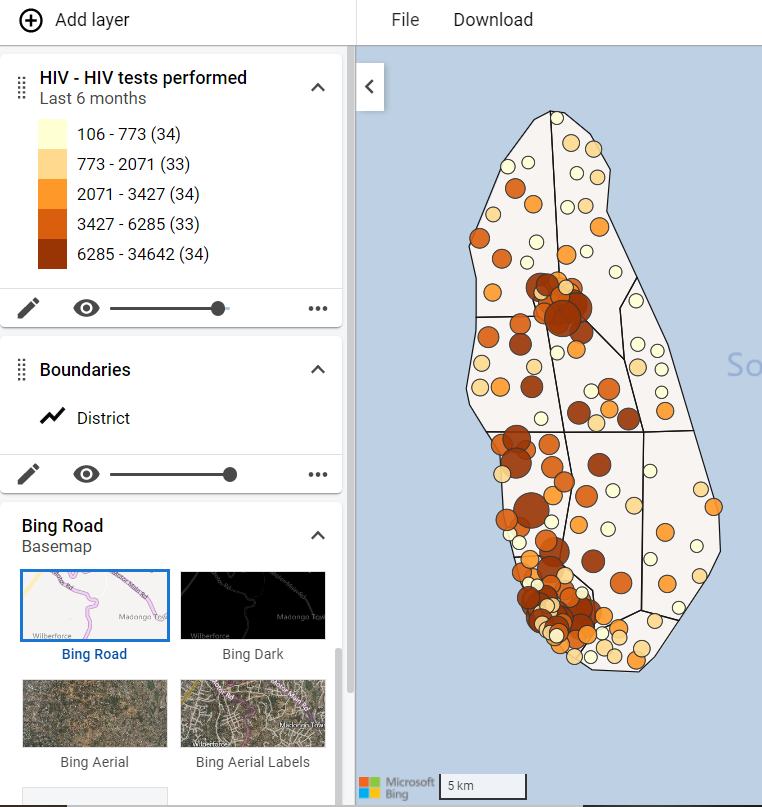 Add layer
File
Download
HIV - HIV tests performed
Last 6 months
106 - 773 (34)
773 - 2071 (33)
2071 - 3427 (34)
3427 - 6285 (33)
6285 - 34642 (34)
Boundaries
District
So
Bing Road
Basemap
Madongo Tow
Wilberforce
Bing Road
Madongo Tow
Wilberforce
Bing Dark
Madongo Tow
Wilberforce
Bing Aerial
Bing Aerial Labels
Microsoft
Bing
5 km